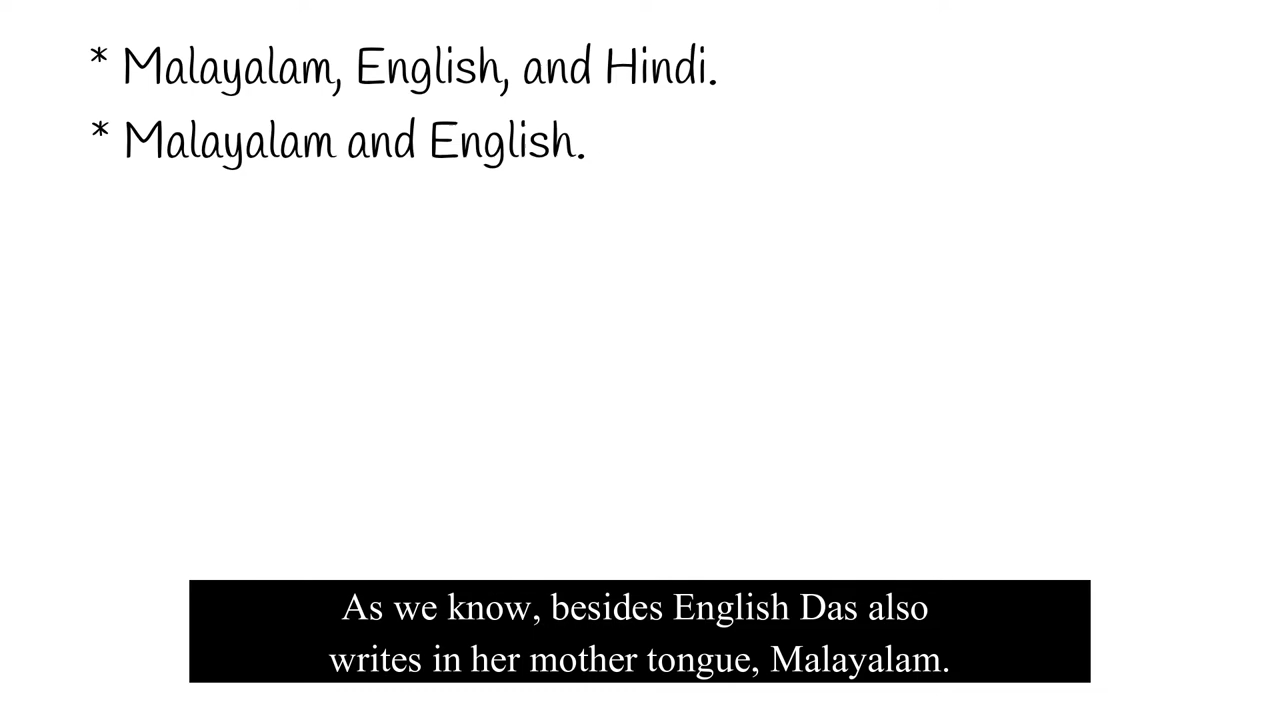 * Malayalam, English, and Hindi.
* Malayalam and English.
As we know, besides English Das also
writes in her mother tongue, Malayalam.